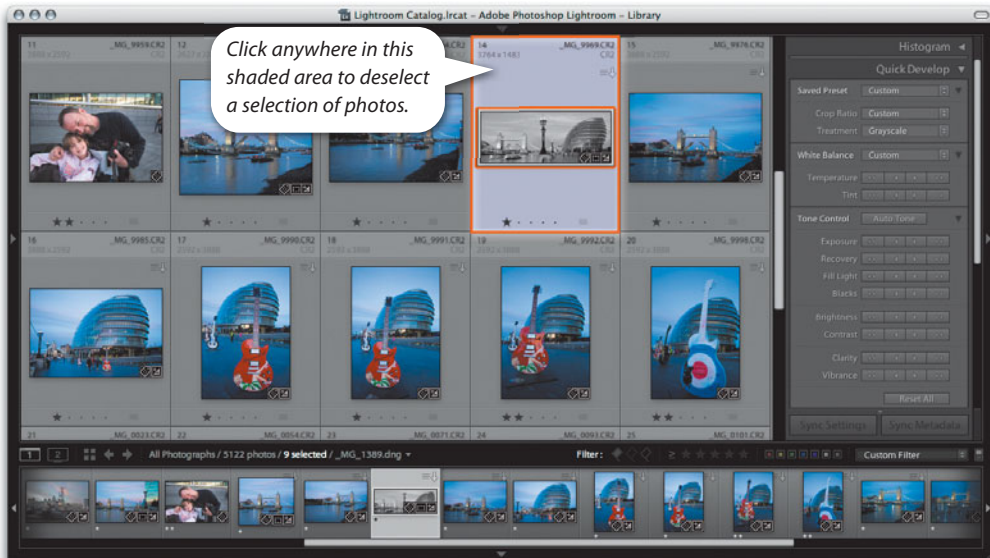 Lightroom Catalog.lrcat – Adobe Photoshop Lightroom – Library
Click anywhere in this
shaded area to deselect
a selection of photos.
11 _MG_9959.CR2
12 CR2
14 _MG_9969.CR2
3764 x 1483 CR2
15 _MG_9976.CR2
16 _MG_9985.CR2
17 _MG_9990.CR2
18 _MG_9991.CR2
19 _MG_9992.CR2
20 _MG_9998.CR2
21 _MG_0023.CR2
22 _MG_0054.CR2
23 _MG_0071.CR2
24 _MG_0093.CR2
25 _MG_0101.CR2
Histogram
Quick Develop
Saved Preset Custom
Crop Ratio Custom
Treatment Grayscale
White Balance Custom
Temperature
Tint
Tone Control Auto Tone
Exposure
Recovery
Fill Light
Blacks
Brightness
Contrast
Clarity
Vibrance
Reset All
Sync Settings Sync Metadata
1 2 All Photographs / 5122 photos / 9 selected / _MG_1389.dng Filter: Custom Filter